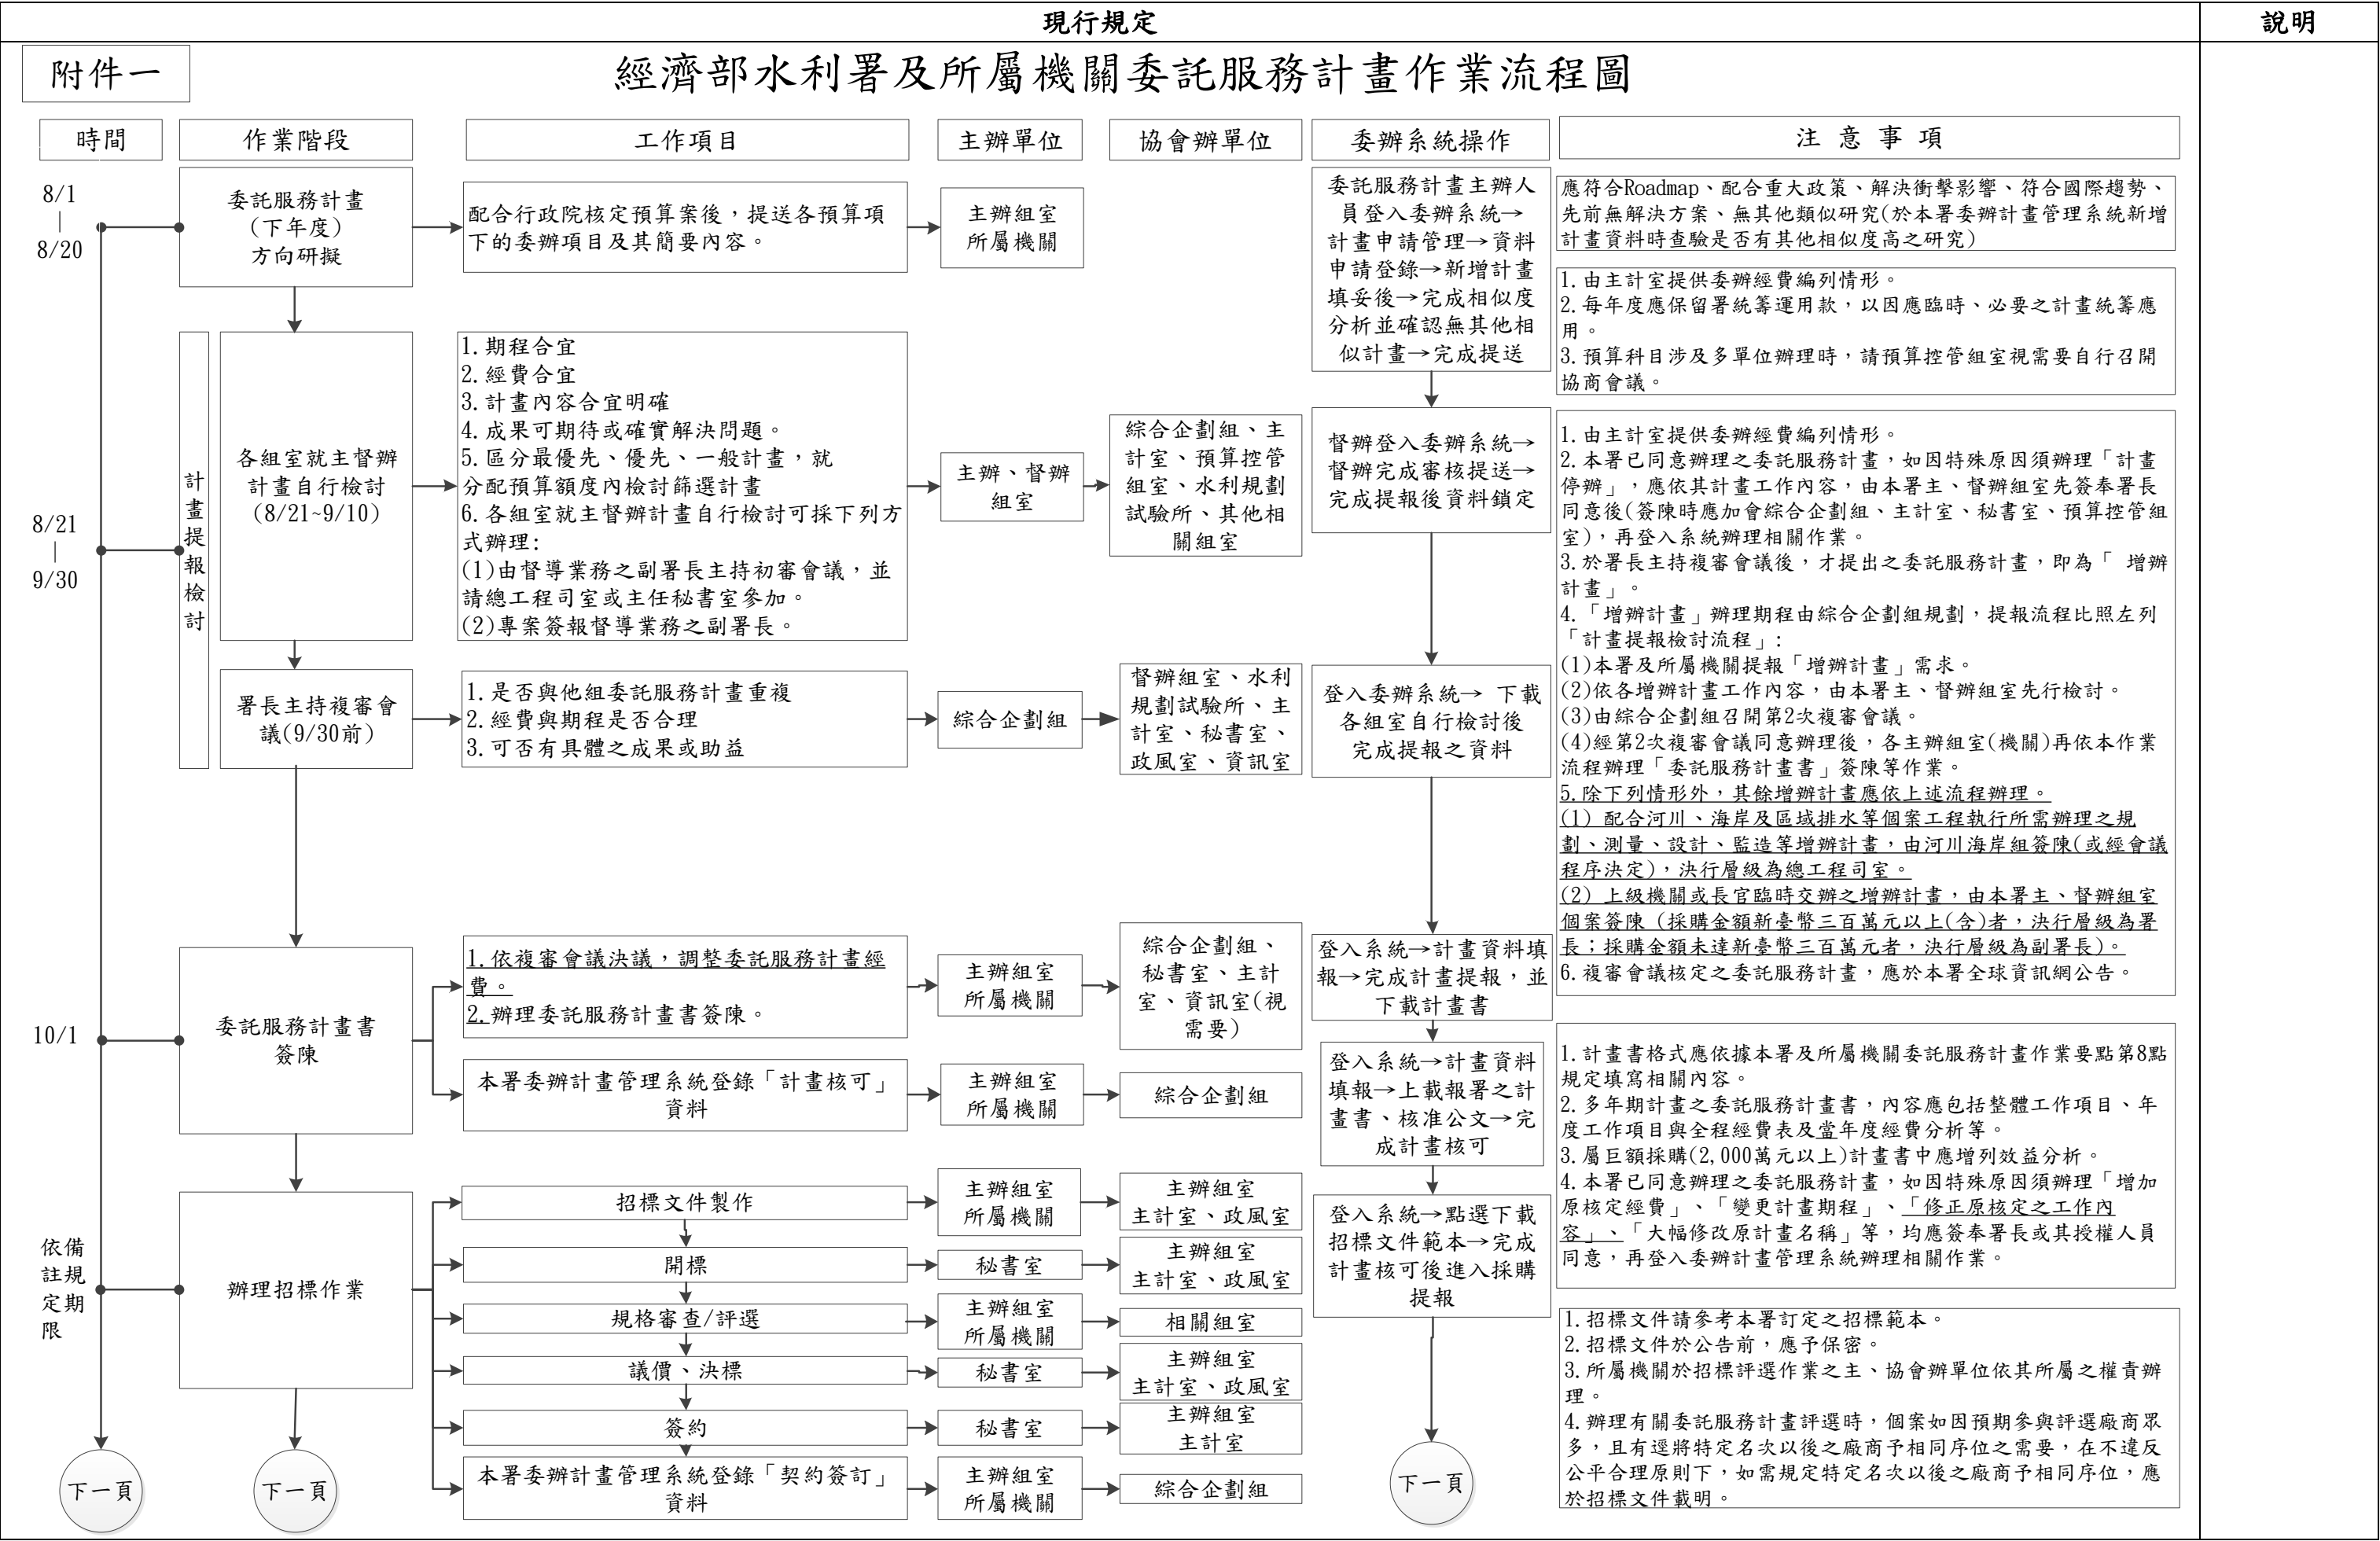 現行規定
說明
附件一
經濟部水利署及所屬機關委託服務計畫作業流程圖
時間
作業階段
工作項目
主辦單位
協會辦單位
委辦系統操作
注意事項
8/1
|
8/20
委託服務計畫
(下年度)
方向研擬
配合行政院核定預算案後，提送各預算項
下的委辦項目及其簡要內容。
主辦組室
所屬機關
委託服務計畫主辦人
員登入委辦系統→
計畫申請管理→資料
申請登錄→新增計畫
填妥後→完成相似度
分析並確認無其他相
似計畫→完成提送
應符合Roadmap、配合重大政策、解決衝擊影響、符合國際趨勢、
先前無解決方案、無其他類似研究(於本署委辦計畫管理系統新增
計畫資料時查驗是否有其他相似度高之研究)
1.由主計室提供委辦經費編列情形。
2.每年度應保留署統籌運用款，以因應臨時、必要之計畫統籌應
用。
3.預算科目涉及多單位辦理時，請預算控管組室視需要自行召開
協商會議。
8/21
|
9/30
計
畫
提
報
檢
討
各組室就主督辦
計畫自行檢討
(8/21~9/10)
1.期程合宜
2.經費合宜
3.計畫內容合宜明確
4.成果可期待或確實解決問題。
5.區分最優先、優先、一般計畫，就
分配預算額度內檢討篩選計畫
6.各組室就主督辦計畫自行檢討可採下列方
式辦理:
(1)由督導業務之副署長主持初審會議，並
請總工程司室或主任秘書室參加。
(2)專案簽報督導業務之副署長。
主辦、督辦
組室
綜合企劃組、主
計室、預算控管
組室、水利規劃
試驗所、其他相
關組室
督辦登入委辦系統→
督辦完成審核提送→
完成提報後資料鎖定
1.由主計室提供委辦經費編列情形。
2.本署已同意辦理之委託服務計畫，如因特殊原因須辦理「計畫
停辦」，應依其計畫工作內容，由本署主、督辦組室先簽奉署長
同意後(簽陳時應加會綜合企劃組、主計室、秘書室、預算控管組
室)，再登入系統辦理相關作業。
3.於署長主持複審會議後，才提出之委託服務計畫，即為「 增辦
計畫」。
4.「增辦計畫」辦理期程由綜合企劃組規劃，提報流程比照左列
「計畫提報檢討流程」:
(1)本署及所屬機關提報「增辦計畫」需求。
(2)依各增辦計畫工作內容，由本署主、督辦組室先行檢討。
(3)由綜合企劃組召開第2次複審會議。
(4)經第2次複審會議同意辦理後，各主辦組室(機關)再依本作業
流程辦理「委託服務計畫書」簽陳等作業。
5.除下列情形外，其餘增辦計畫應依上述流程辦理。
(1) 配合河川、海岸及區域排水等個案工程執行所需辦理之規
劃、測量、設計、監造等增辦計畫，由河川海岸組簽陳(或經會議
程序決定)，決行層級為總工程司室。
(2) 上級機關或長官臨時交辦之增辦計畫，由本署主、督辦組室
個案簽陳 (採購金額新臺幣三百萬元以上(含)者，決行層級為署
長；採購金額未達新臺幣三百萬元者，決行層級為副署長)。
6.複審會議核定之委託服務計畫，應於本署全球資訊網公告。
署長主持複審會
議(9/30前)
1.是否與他組委託服務計畫重複
2.經費與期程是否合理
3.可否有具體之成果或助益
綜合企劃組
督辦組室、水利
規劃試驗所、主
計室、秘書室、
政風室、資訊室
登入委辦系統→ 下載
各組室自行檢討後
完成提報之資料
10/1
委託服務計畫書
簽陳
1.依複審會議決議，調整委託服務計畫經
費。
2.辦理委託服務計畫書簽陳。
主辦組室
所屬機關
綜合企劃組、
秘書室、主計
室、資訊室(視
需要)
登入系統→計畫資料填
報→完成計畫提報，並
下載計畫書
本署委辦計畫管理系統登錄「計畫核可」
資料
主辦組室
所屬機關
綜合企劃組
登入系統→計畫資料
填報→上載報署之計
畫書、核准公文→完
成計畫核可
1.計畫書格式應依據本署及所屬機關委託服務計畫作業要點第8點
規定填寫相關內容。
2.多年期計畫之委託服務計畫書，內容應包括整體工作項目、年
度工作項目與全程經費表及當年度經費分析等。
3.屬巨額採購(2,000萬元以上)計畫書中應增列效益分析。
4.本署已同意辦理之委託服務計畫，如因特殊原因須辦理「增加
原核定經費」、「變更計畫期程」、「修正原核定之工作內
容」、「大幅修改原計畫名稱」等，均應簽奉署長或其授權人員
同意，再登入委辦計畫管理系統辦理相關作業。
依備
註規
定期
限
辦理招標作業
招標文件製作
主辦組室
所屬機關
主辦組室
主計室、政風室
登入系統→點選下載
招標文件範本→完成
計畫核可後進入採購
提報
開標
秘書室
主辦組室
主計室、政風室
規格審查/評選
主辦組室
所屬機關
相關組室
議價、決標
秘書室
主辦組室
主計室、政風室
簽約
秘書室
主辦組室
主計室
本署委辦計畫管理系統登錄「契約簽訂」
資料
主辦組室
所屬機關
綜合企劃組
1.招標文件請參考本署訂定之招標範本。
2.招標文件於公告前，應予保密。
3.所屬機關於招標評選作業之主、協會辦單位依其所屬之權責辦
理。
4.辦理有關委託服務計畫評選時，個案如因預期參與評選廠商眾
多，且有逕將特定名次以後之廠商予相同序位之需要，在不違反
公平合理原則下，如需規定特定名次以後之廠商予相同序位，應
於招標文件載明。
下一頁
下一頁
下一頁